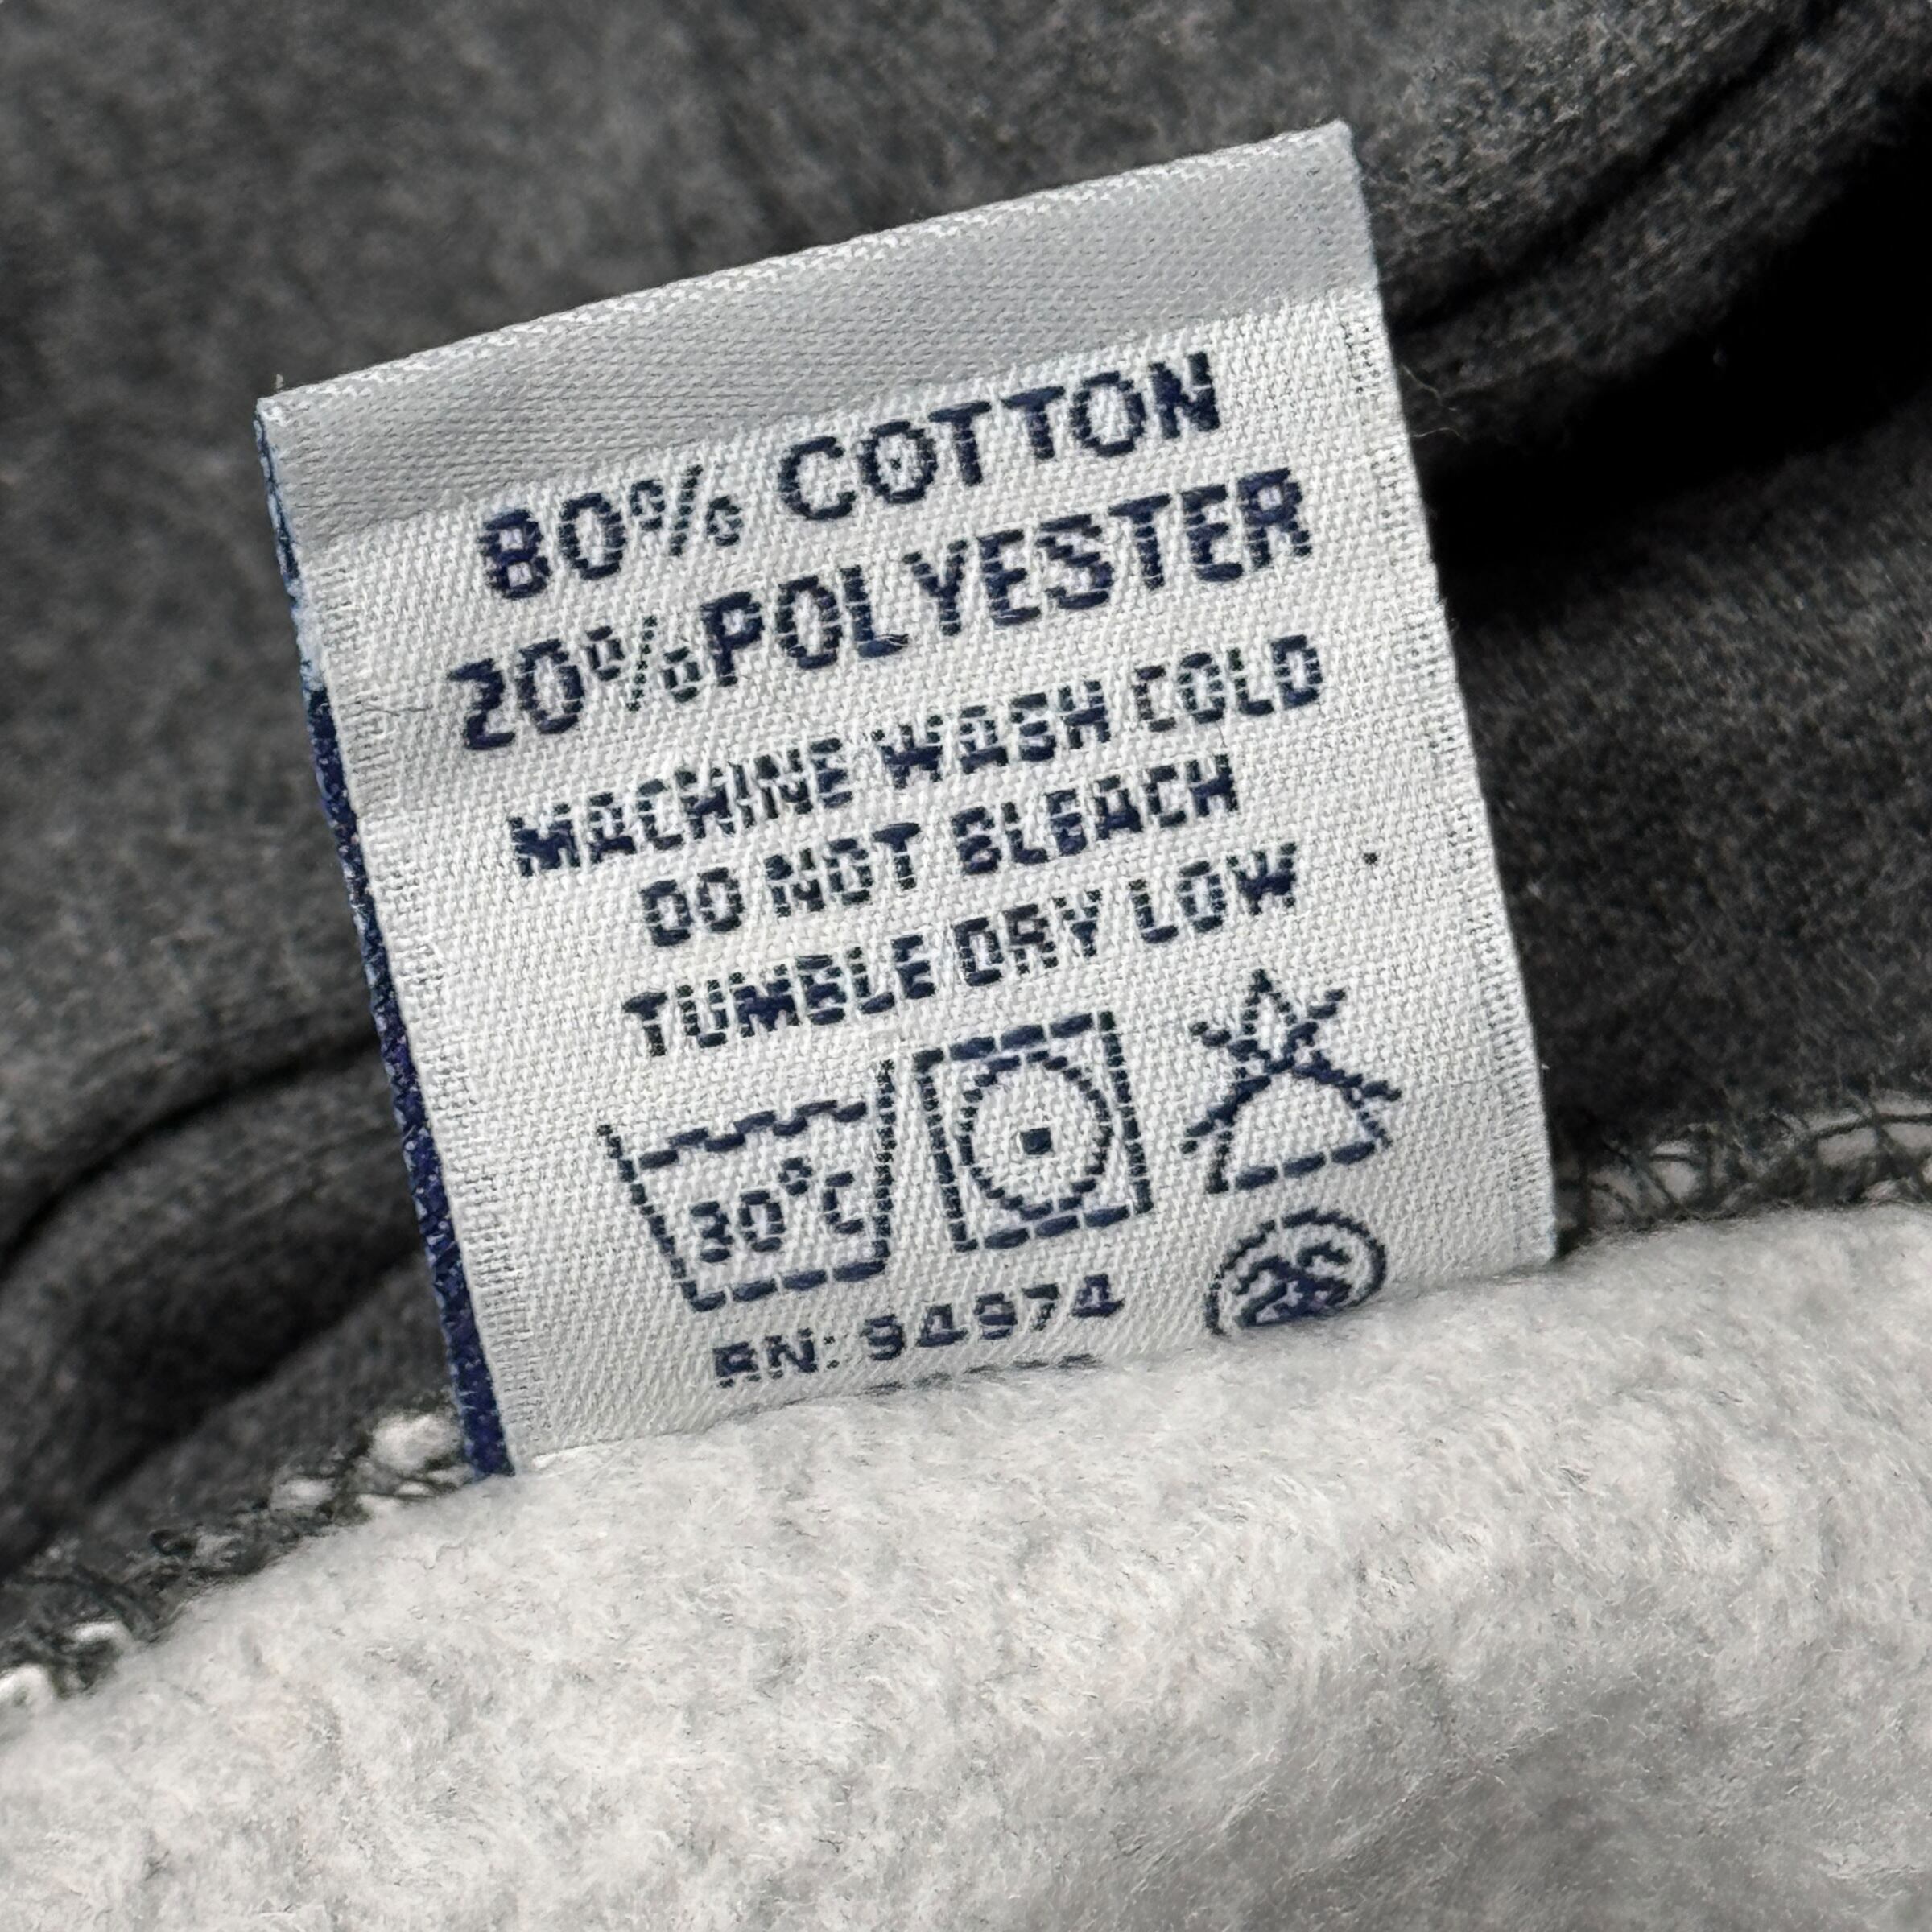 80% COTTON
20% POLYESTER
MACHINE WASH COLD
DO NOT BLEACH
TUMBLE DRY LOW
30°C
RN: 94974